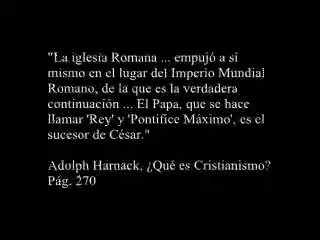 "La iglesia Romana ... empujó a si
mismo en el lugar del Imperio Mundial
Romano, de la que es la verdadera
continuación ... El Papa, que se hace
llamar 'Rey' y 'Pontifice Máximo', es el
sucesor de César."
Adolph Harnack, ¿Qué es Cristianismo?
Pág. 270